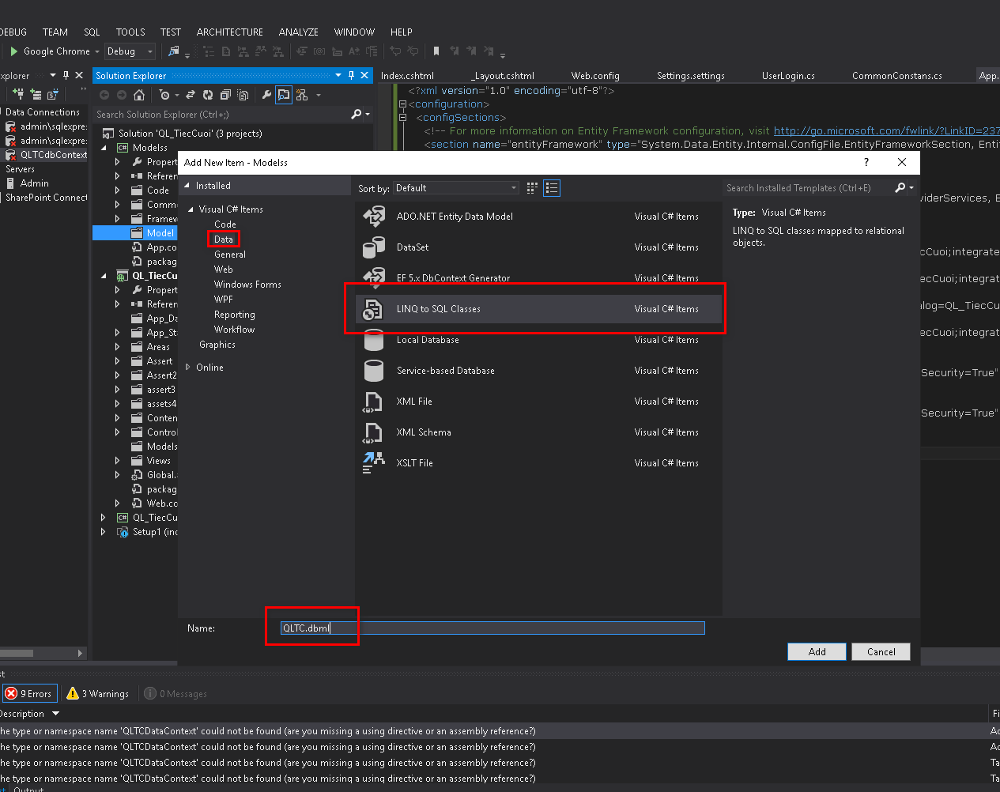 DEBUG TEAM SQL TOOLS TEST ARCHITECTURE ANALYZE WINDOW HELP
Google Chrome Debug
xplorer
Solution Explorer
Index.cshtml _Layout.cshtml Web.config Settings.settings UserLogin.cs CommonConstans.cs App.
Data Connections
admin\sqlexpre:
admin\sqlexpre:
QLTCdbContext
Servers
Admin
SharePoint Connect
Search Solution Explorer (Ctrl+;)
Solution 'QL_TiecCuoi' (3 projects)
Modelss
Propert
Referen
Code
Commo
Framew
Model
App.co
packag
QL_TiecCu
Propert
Referen
App_Da
App_St
Areas
Assert
Assert2
assert3
assets4
Conten
Control
Models
Views
Global.
packag
Web.co
QL_TiecCu
Setup1 (inc
<?xml version="1.0" encoding="utf-8"?>
<configuration>
<configSections>
<!-- For more information on Entity Framework configuration, visit http://go.microsoft.com/fwlink/?LinkID=237
<section name="entityFramework" type="System.Data.Entity.Internal.ConfigFile.EntityFrameworkSection, Entit
viderServices, E
cCuoi;integrate
ecCuoi;integrat
alog=QL_TiecCu
ecCuoi;integrat
Security=True"
Security=True"
Add New Item - Modelss
?
Installed
Visual C# Items
Code
Data
General
Web
Windows Forms
WPF
Reporting
Workflow
Graphics
Online
Sort by: Default
Search Installed Templates (Ctrl+E)
ADO.NET Entity Data Model Visual C# Items
DataSet Visual C# Items
EF 5.x DbContext Generator Visual C# Items
LINQ to SQL Classes Visual C# Items
Local Database Visual C# Items
Service-based Database Visual C# Items
XML File Visual C# Items
XML Schema Visual C# Items
XSLT File Visual C# Items
Type: Visual C# Items
LINQ to SQL classes mapped to relational
objects.
Name: QLTC.dbml
Add Cancel
st
9 Errors 3 Warnings 0 Messages
Description Fi
he type or namespace name 'QLTCDataContext' could not be found (are you missing a using directive or an assembly reference?) Ac
he type or namespace name 'QLTCDataContext' could not be found (are you missing a using directive or an assembly reference?) Ac
he type or namespace name 'QLTCDataContext' could not be found (are you missing a using directive or an assembly reference?) Ta
he type or namespace name 'QLTCDataContext' could not be found (are you missing a using directive or an assembly reference?) Ta
st Output